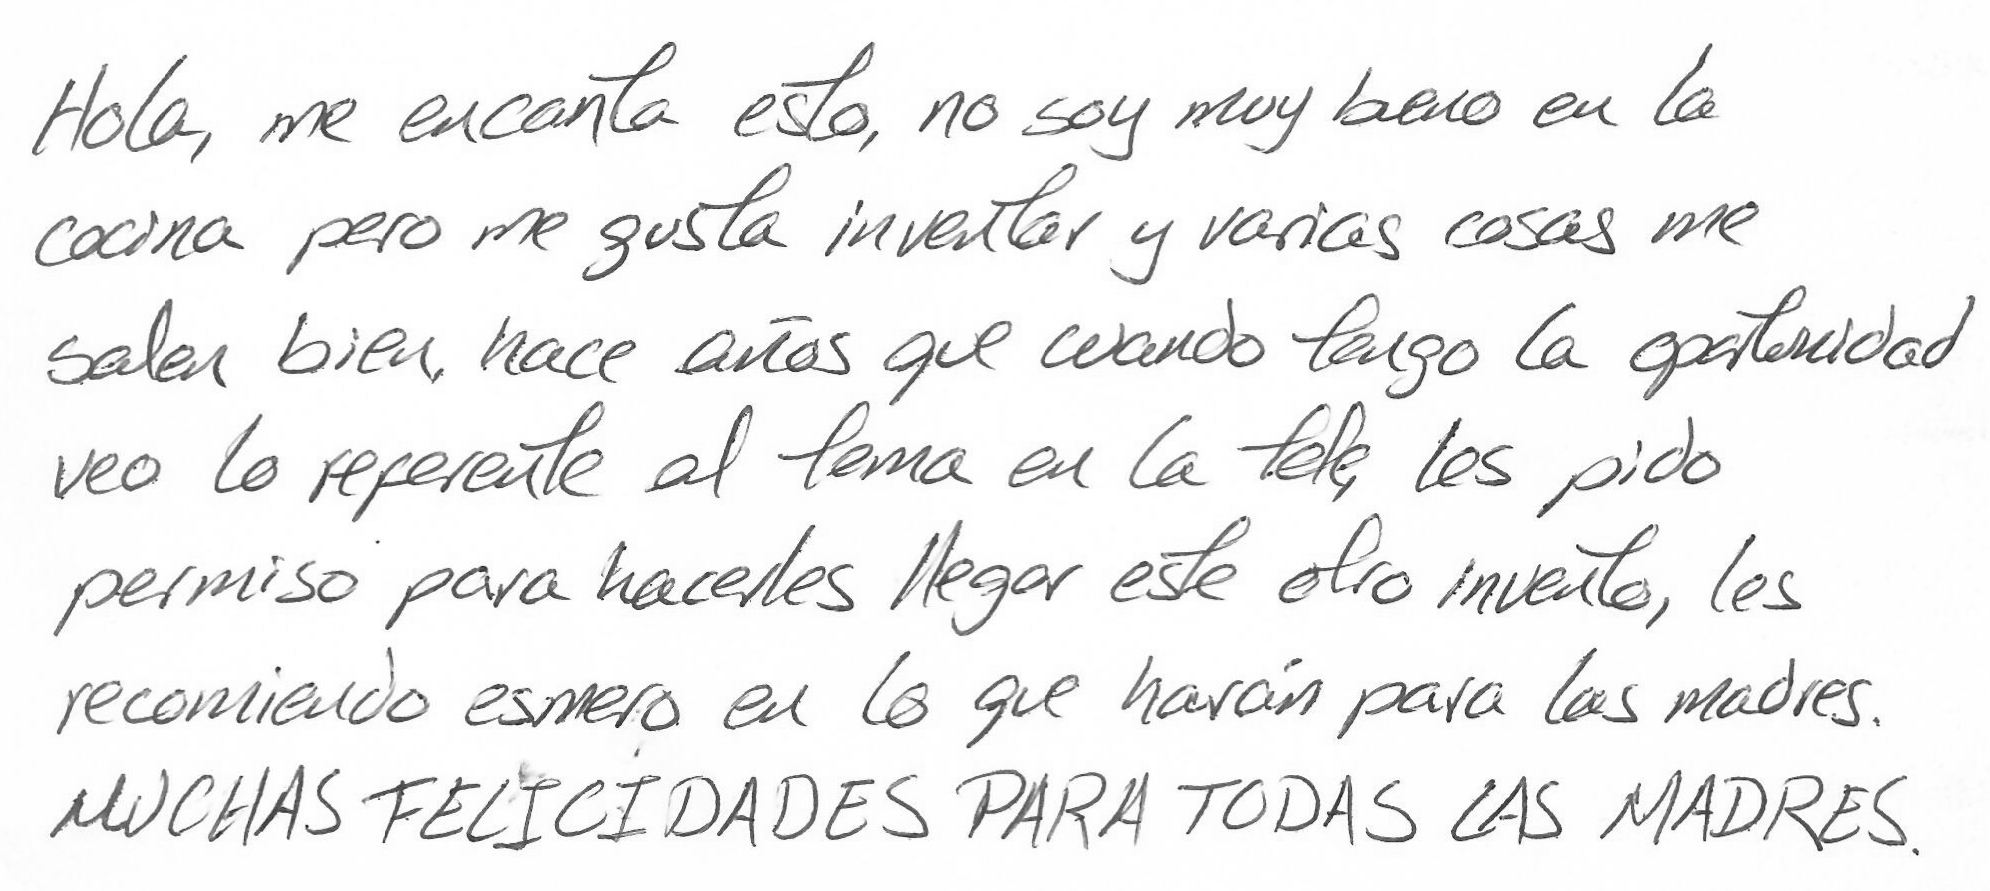 Hola, me encanta esto, no soy muy bueno en la
cocina pero me gusta inventar y varias cosas me
salen bien, hace años que cuando tengo la oportunidad
veo lo referente al tema en la tele, les pido
permiso para hacerles llegar este otro invento, les
recomiendo esmero en lo que harán para las madres.
MUCHAS FELICIDADES PARA TODAS LAS MADRES.